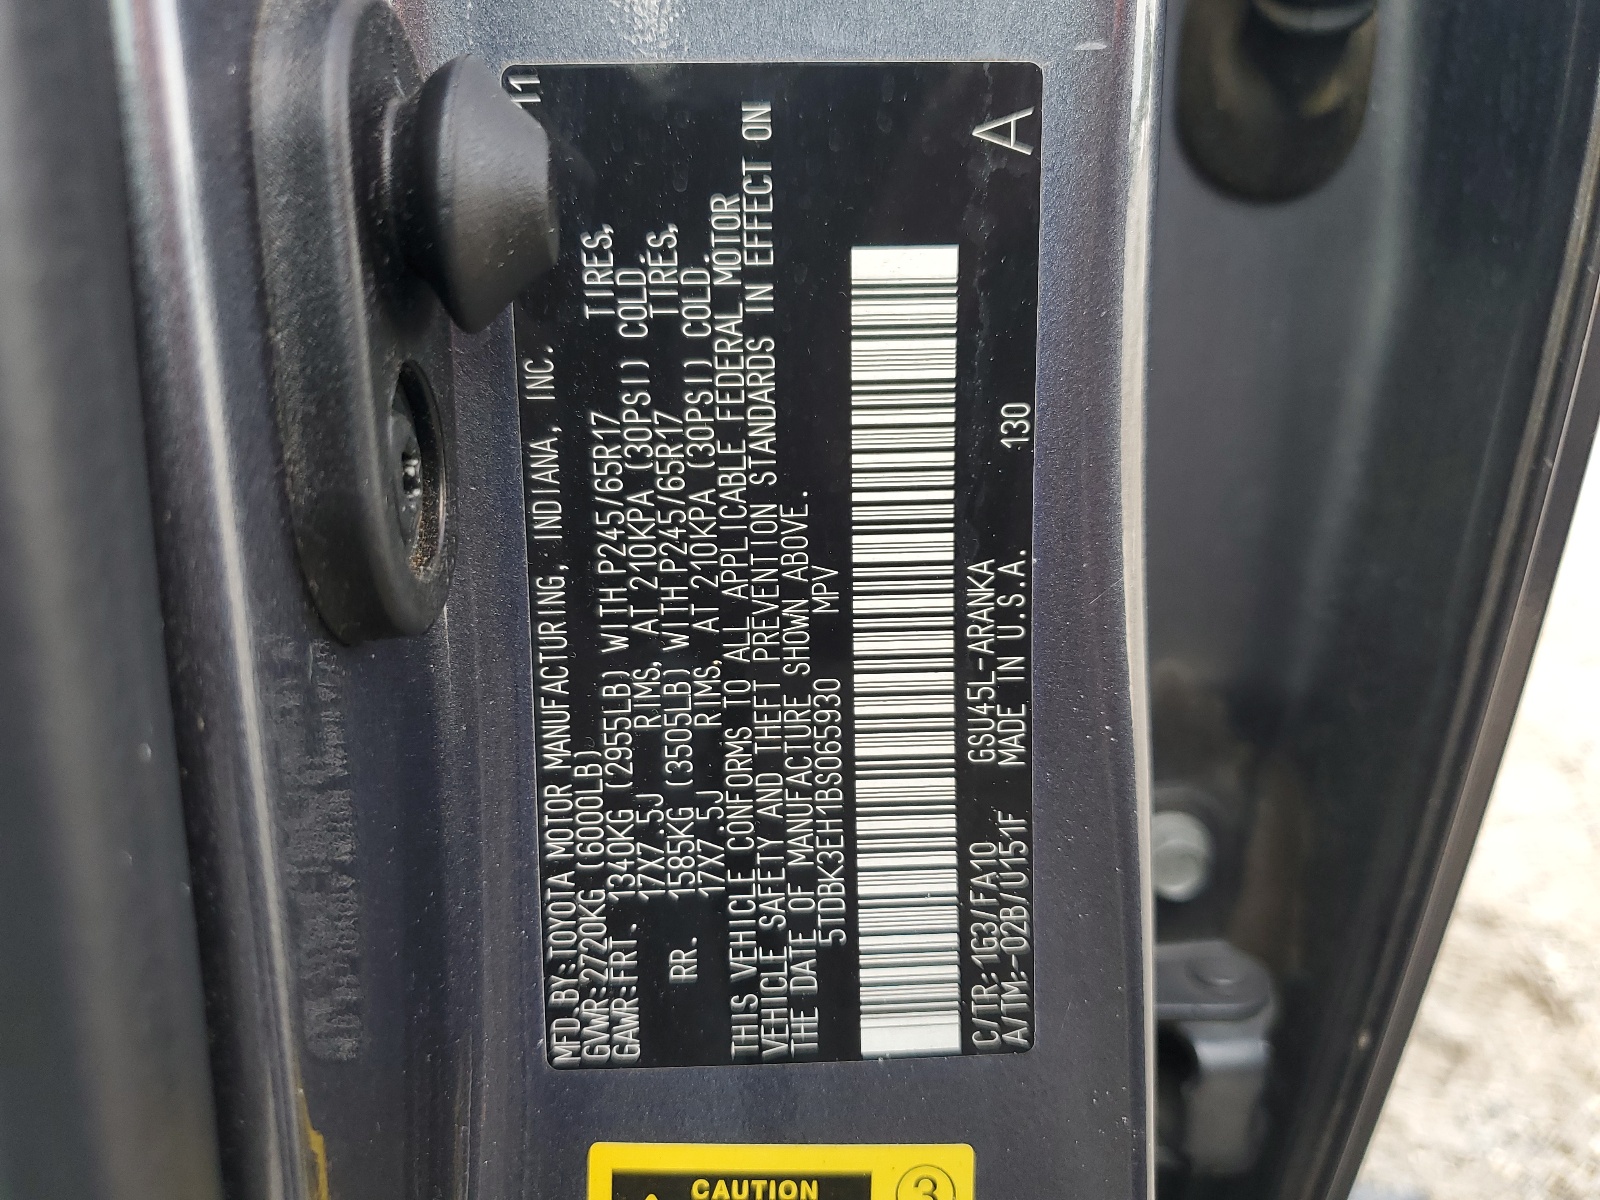 MFD. BY: TOYOTA MOTOR MANUFACTURING, INDIANA, INC. 11
GVWR: 2720KG (6000LB)
GAWR: FRT. 1340KG (2955LB) WITH P245/65R17 TIRES,
17X7.5J RIMS, AT 210KPA (30PSI) COLD.
RR. 1585KG (3505LB) WITH P245/65R17 TIRES,
17X7.5J RIMS, AT 210KPA (30PSI) COLD.
THIS VEHICLE CONFORMS TO ALL APPLICABLE FEDERAL MOTOR
VEHICLE SAFETY AND THEFT PREVENTION STANDARDS IN EFFECT ON
THE DATE OF MANUFACTURE SHOWN ABOVE.
5TDBK3EH1BS065930 MPV
C/TR: 1G3/FA10 GSU45L-ARANKA
A/TM: -02B/U151F MADE IN U.S.A. 130 A
CAUTION
3